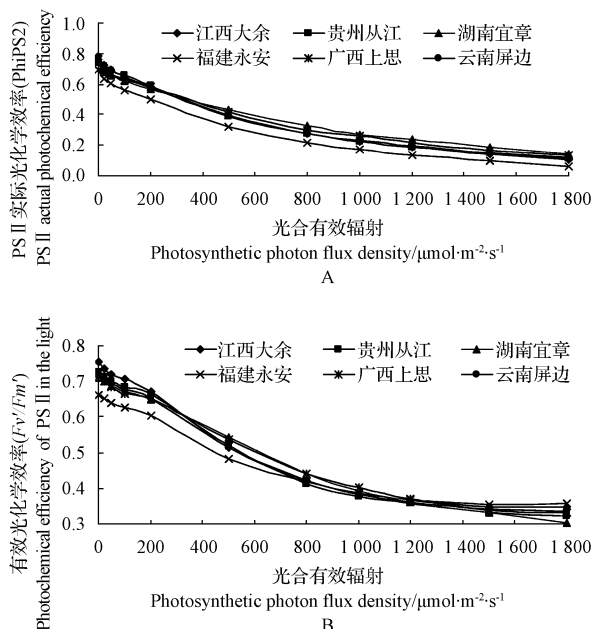 PSⅡ实际光化学效率(PhiPS2)
PSⅡ actual photochemical efficiency
1.0
0.8
0.6
0.4
0.2
0.0
江西大余 贵州从江 湖南宜章
福建永安 广西上思 云南屏边
0 200 400 600 800 1 000 1 200 1 400 1 600 1 800
光合有效辐射
Photosynthetic photon flux density/μmol·m-2·s-1
A
有效光化学效率(Fv'/Fm')
Photochemical efficiency of PSⅡ in the light
0.8
0.7
0.6
0.5
0.4
0.3
江西大余 贵州从江 湖南宜章
福建永安 广西上思 云南屏边
0 200 400 600 800 1 000 1 200 1 400 1 600 1 800
光合有效辐射
Photosynthetic photon flux density/μmol·m-2·s-1
B